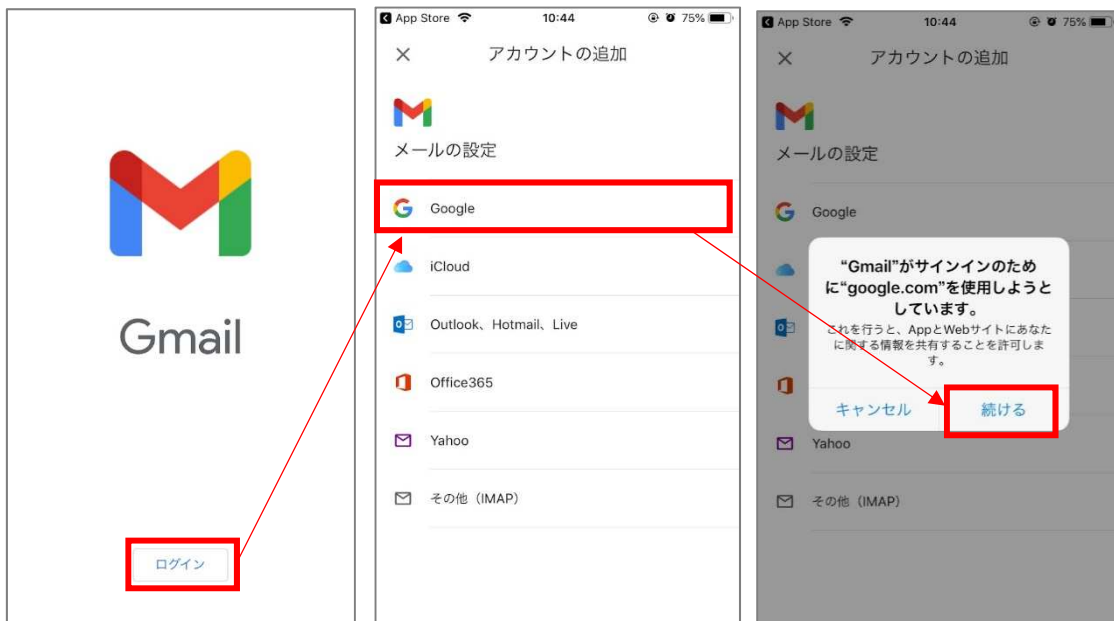 Gmail
ログイン
App Store 10:44 75%
アカウントの追加
メールの設定
Google
iCloud
Outlook、Hotmail、Live
Office365
Yahoo
その他（IMAP）
App Store 10:44 75%
アカウントの追加
メールの設定
Google
“Gmail”がサインインのため
に“google.com”を使用しようと
しています。
これを行うと、AppとWebサイトにあなた
に関する情報を共有することを許可しま
す。
キャンセル 続ける
Yahoo
その他（IMAP）